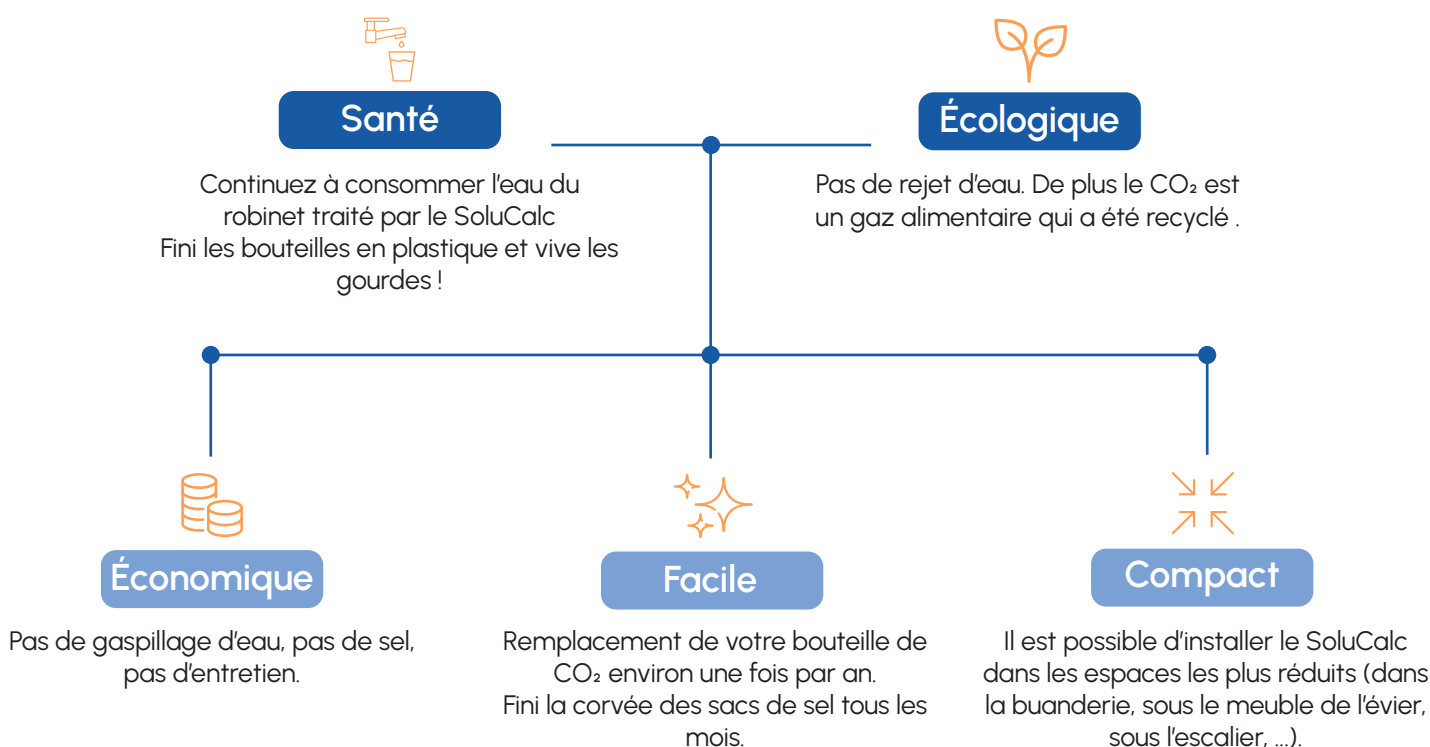 Santé
Continuez à consommer l'eau du
robinet traité par le SoluCalc
Fini les bouteilles en plastique et vive les
gourdes !
Écologique
Pas de rejet d'eau. De plus le CO₂ est
un gaz alimentaire qui a été recyclé .
Économique
Pas de gaspillage d'eau, pas de sel,
pas d'entretien.
Facile
Remplacement de votre bouteille de
CO₂ environ une fois par an.
Fini la corvée des sacs de sel tous les
mois.
Compact
Il est possible d'installer le SoluCalc
dans les espaces les plus réduits (dans
la buanderie, sous le meuble de l'évier,
sous l'escalier, ...).